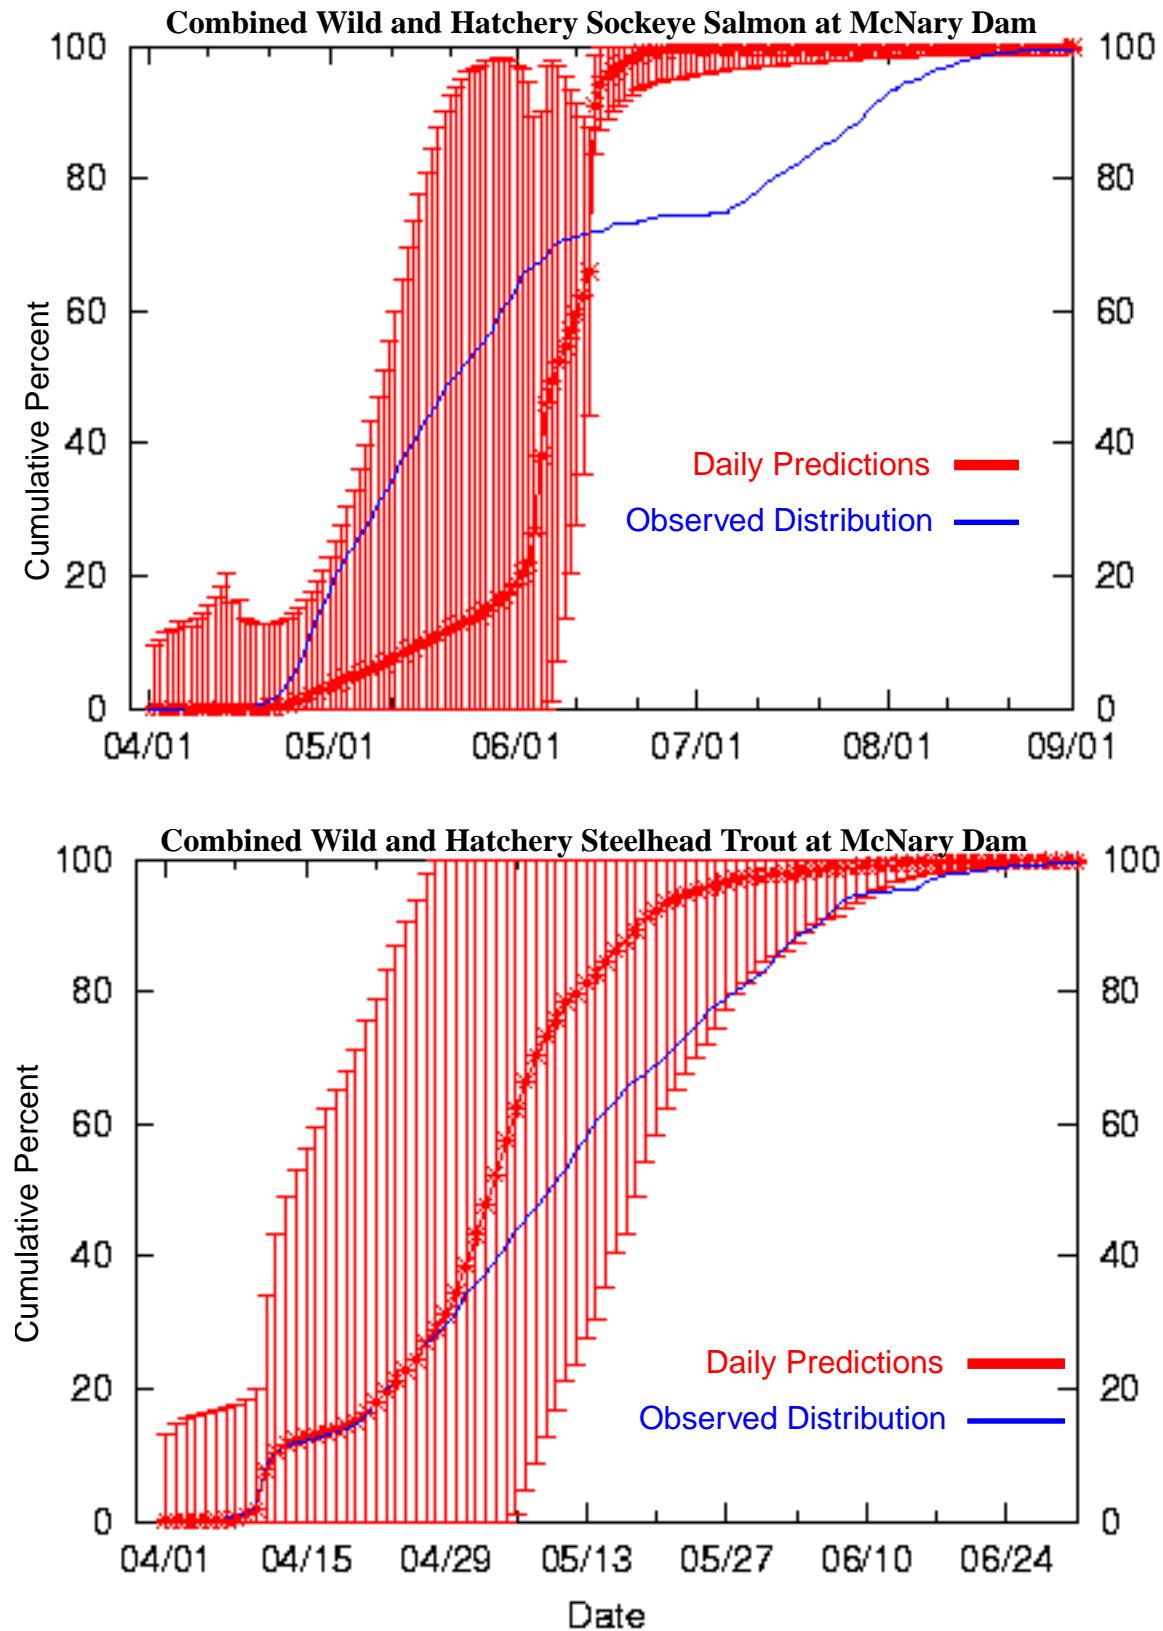 Combined Wild and Hatchery Sockeye Salmon at McNary Dam
100 100
80 80
60 60
40 40
20 20
0 0
Cumulative Percent
Daily Predictions
Observed Distribution
04/01 05/01 06/01 07/01 08/01 09/01
Combined Wild and Hatchery Steelhead Trout at McNary Dam
100 100
80 80
60 60
40 40
20 20
0 0
Cumulative Percent
Daily Predictions
Observed Distribution
04/01 04/15 04/29 05/13 05/27 06/10 06/24
Date